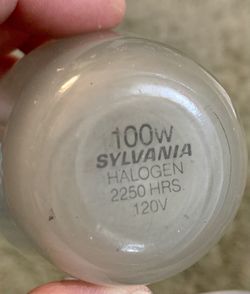 100W
SYLVANIA
HALOGEN
2250 HRS
120V